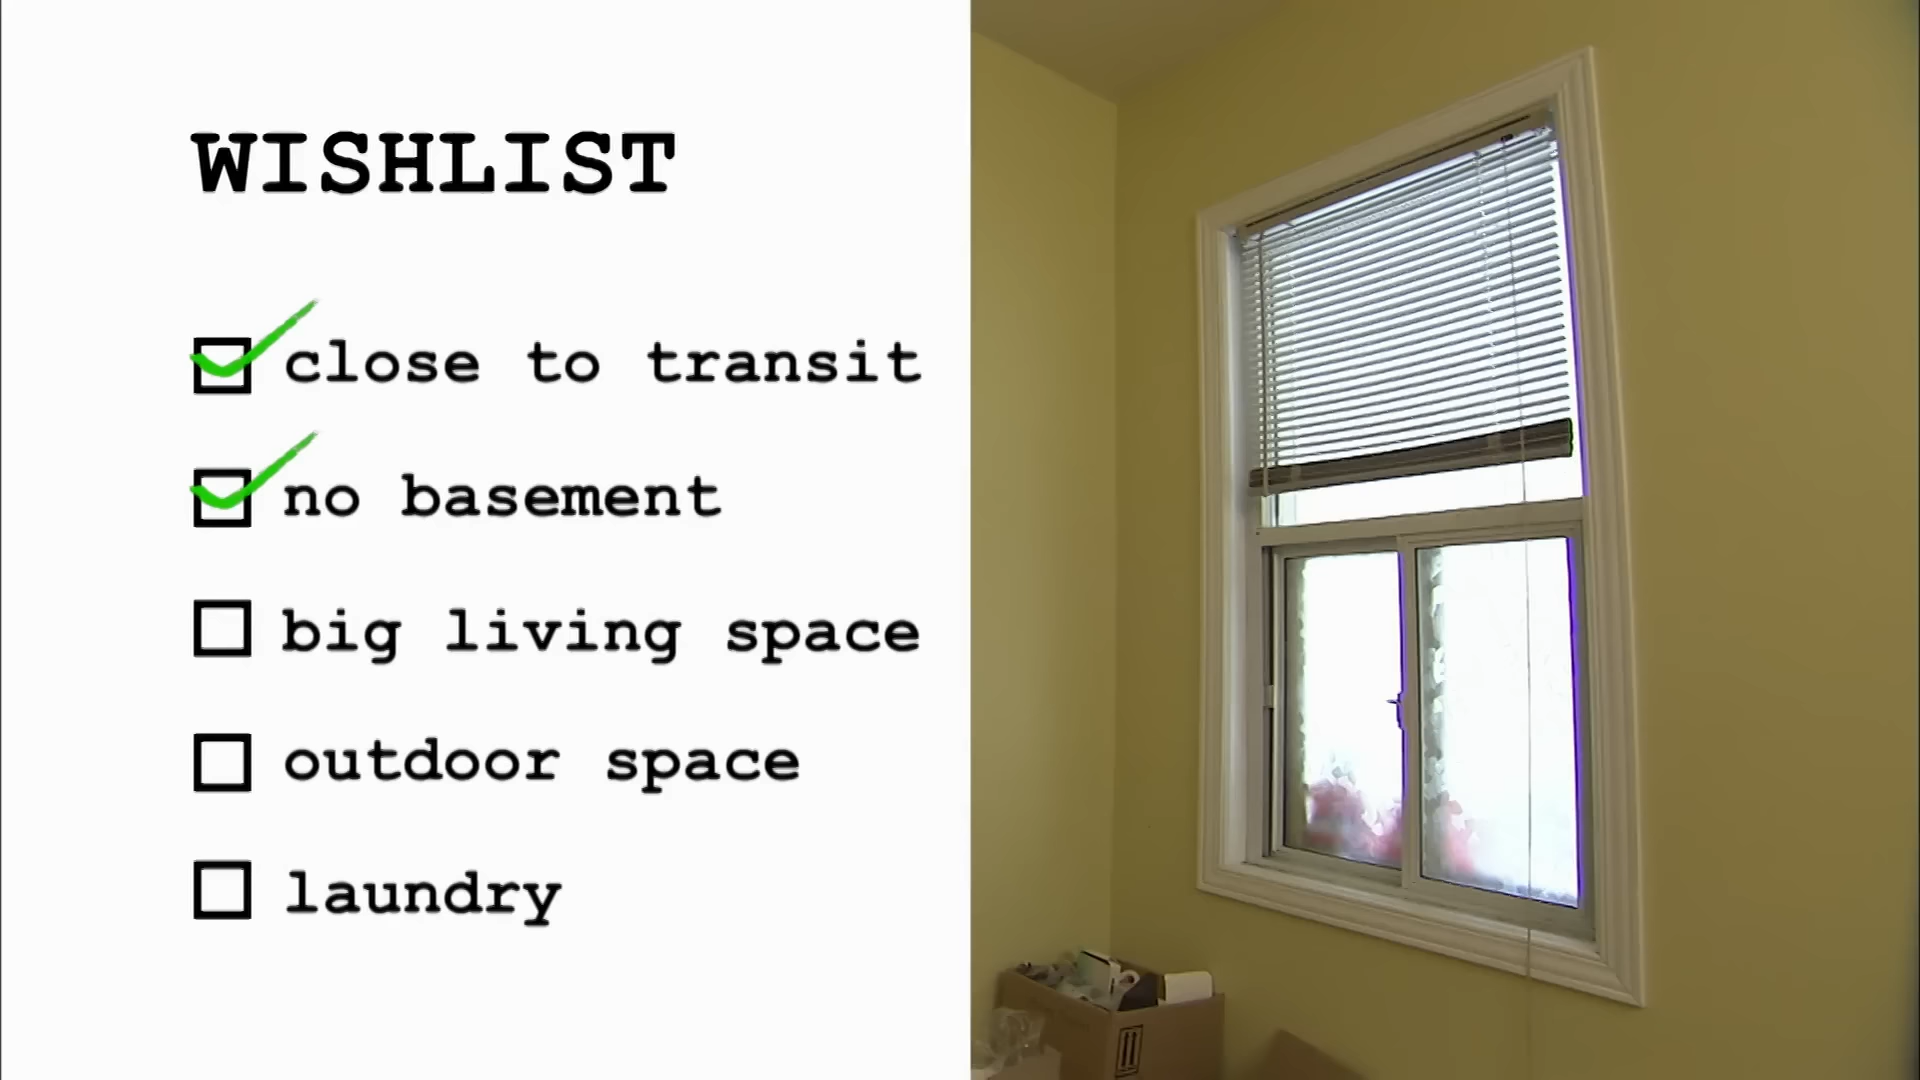 WISHLIST
close to transit
no basement
big living space
outdoor space
laundry